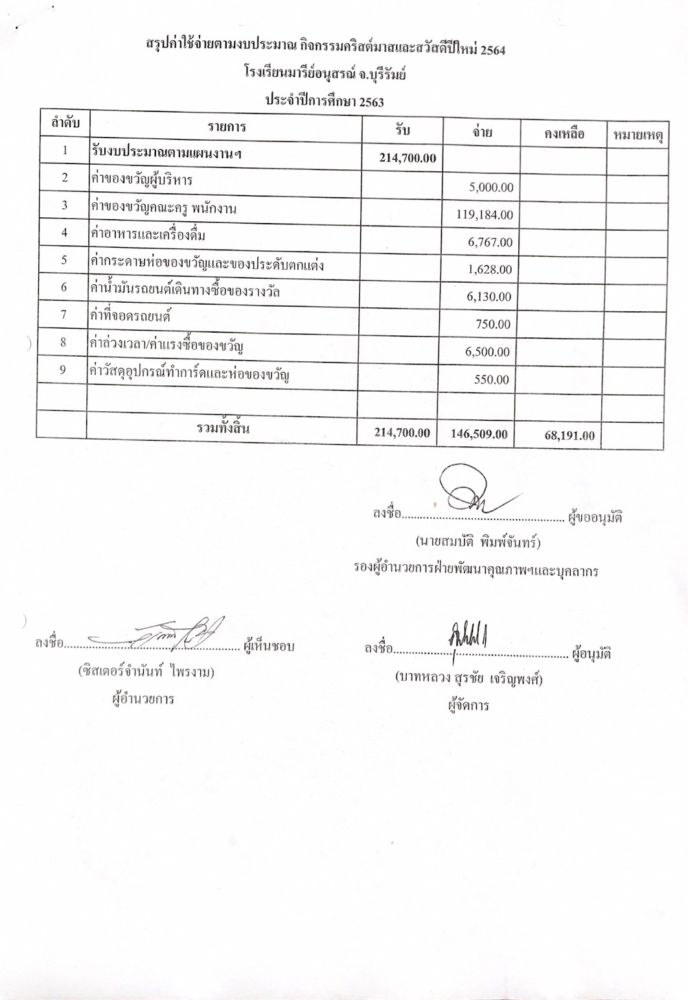 สรุปค่าใช้จ่ายตามงบประมาณ กิจกรรมคริสต์มาสและสวัสดีปีใหม่ 2564
โรงเรียนมารีย์อนุสรณ์ จ.บุรีรัมย์
ประจำปีการศึกษา 2563
ลำดับ รายการ รับ จ่าย คงเหลือ หมายเหตุ
1 รับงบประมาณตามแผนงานฯ 214,700.00
2 ค่าของขวัญผู้บริหาร 5,000.00
3 ค่าของขวัญคณะครู พนักงาน 119,184.00
4 ค่าอาหารและเครื่องดื่ม 6,767.00
5 ค่ากระดาษห่อของขวัญและของประดับตกแต่ง 1,628.00
6 ค่าน้ำมันรถยนต์เดินทางซื้อของรางวัล 6,130.00
7 ค่าที่จอดรถยนต์ 750.00
8 ค่าล่วงเวลา/ค่าแรงซื้อของขวัญ 6,500.00
9 ค่าวัสดุอุปกรณ์ทำการ์ดและห่อของขวัญ 550.00
รวมทั้งสิ้น 214,700.00 146,509.00 68,191.00
ลงชื่อ.................................................... ผู้ขออนุมัติ
(นายสมบัติ พิมพ์จันทร์)
รองผู้อำนวยการฝ่ายพัฒนาคุณภาพฯและบุคลากร
ลงชื่อ......................................................... ผู้เห็นชอบ
(ซิสเตอร์จำนันท์ ไพรงาม)
ผู้อำนวยการ
ลงชื่อ......................................................... ผู้อนุมัติ
(บาทหลวง สุรชัย เจริญพงศ์)
ผู้จัดการ